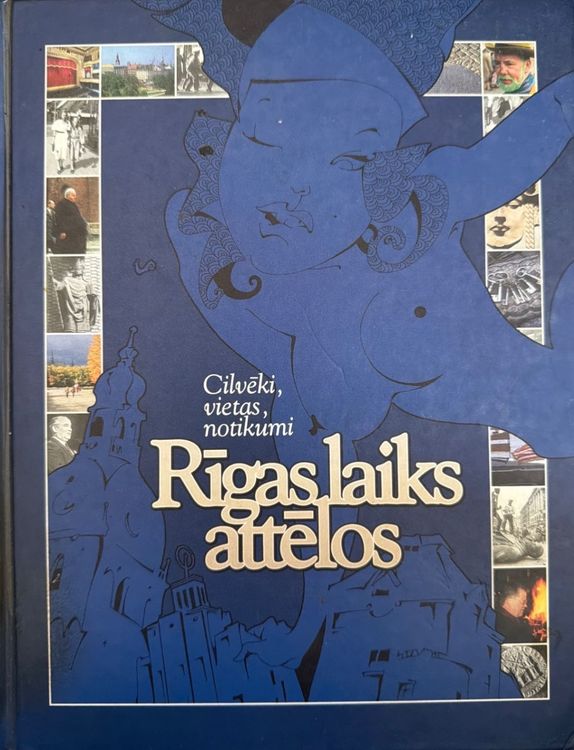 Cilvēki,
vietas,
notikumi
Rīgas laiks
attēlos